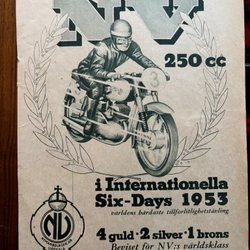 NV
250 cc
i Internationella
Six-Days 1953
världens hårdaste tillförlitlighetstävling
NV
4 guld · 2 silver · 1 brons
Beviset för NV:s världsklass